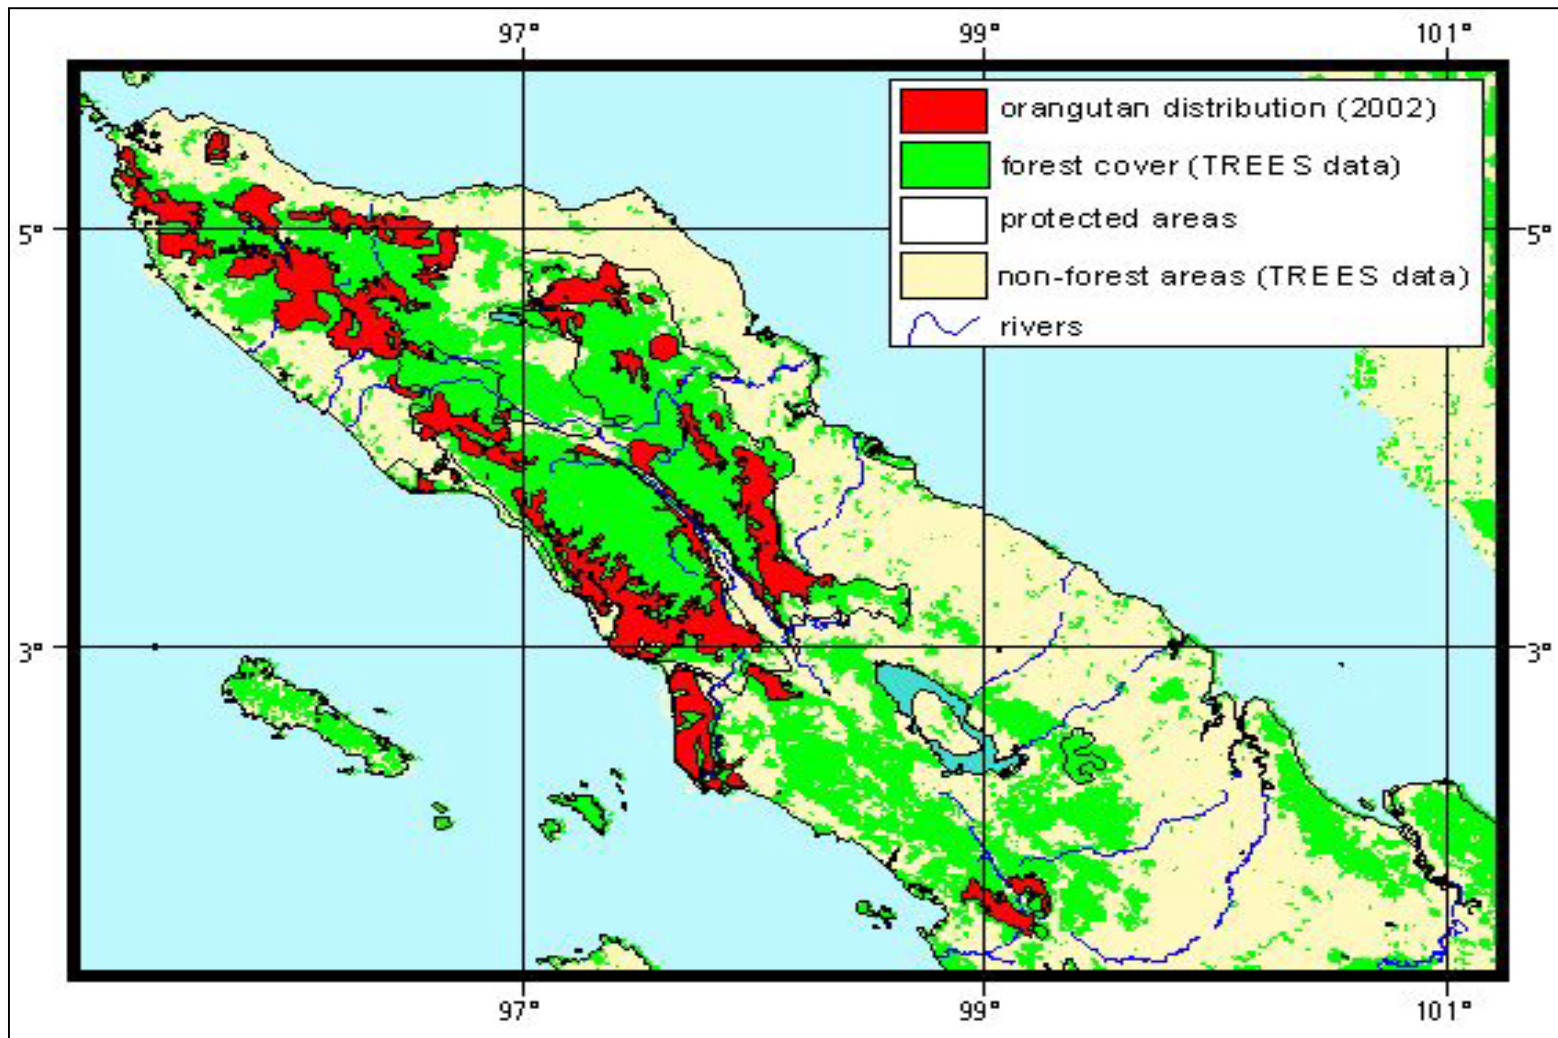 97° 99° 101°
orangutan distribution (2002)
forest cover (TREES data)
protected areas
5° 5°
non-forest areas (TREES data)
rivers
3° 3°
97° 99° 101°